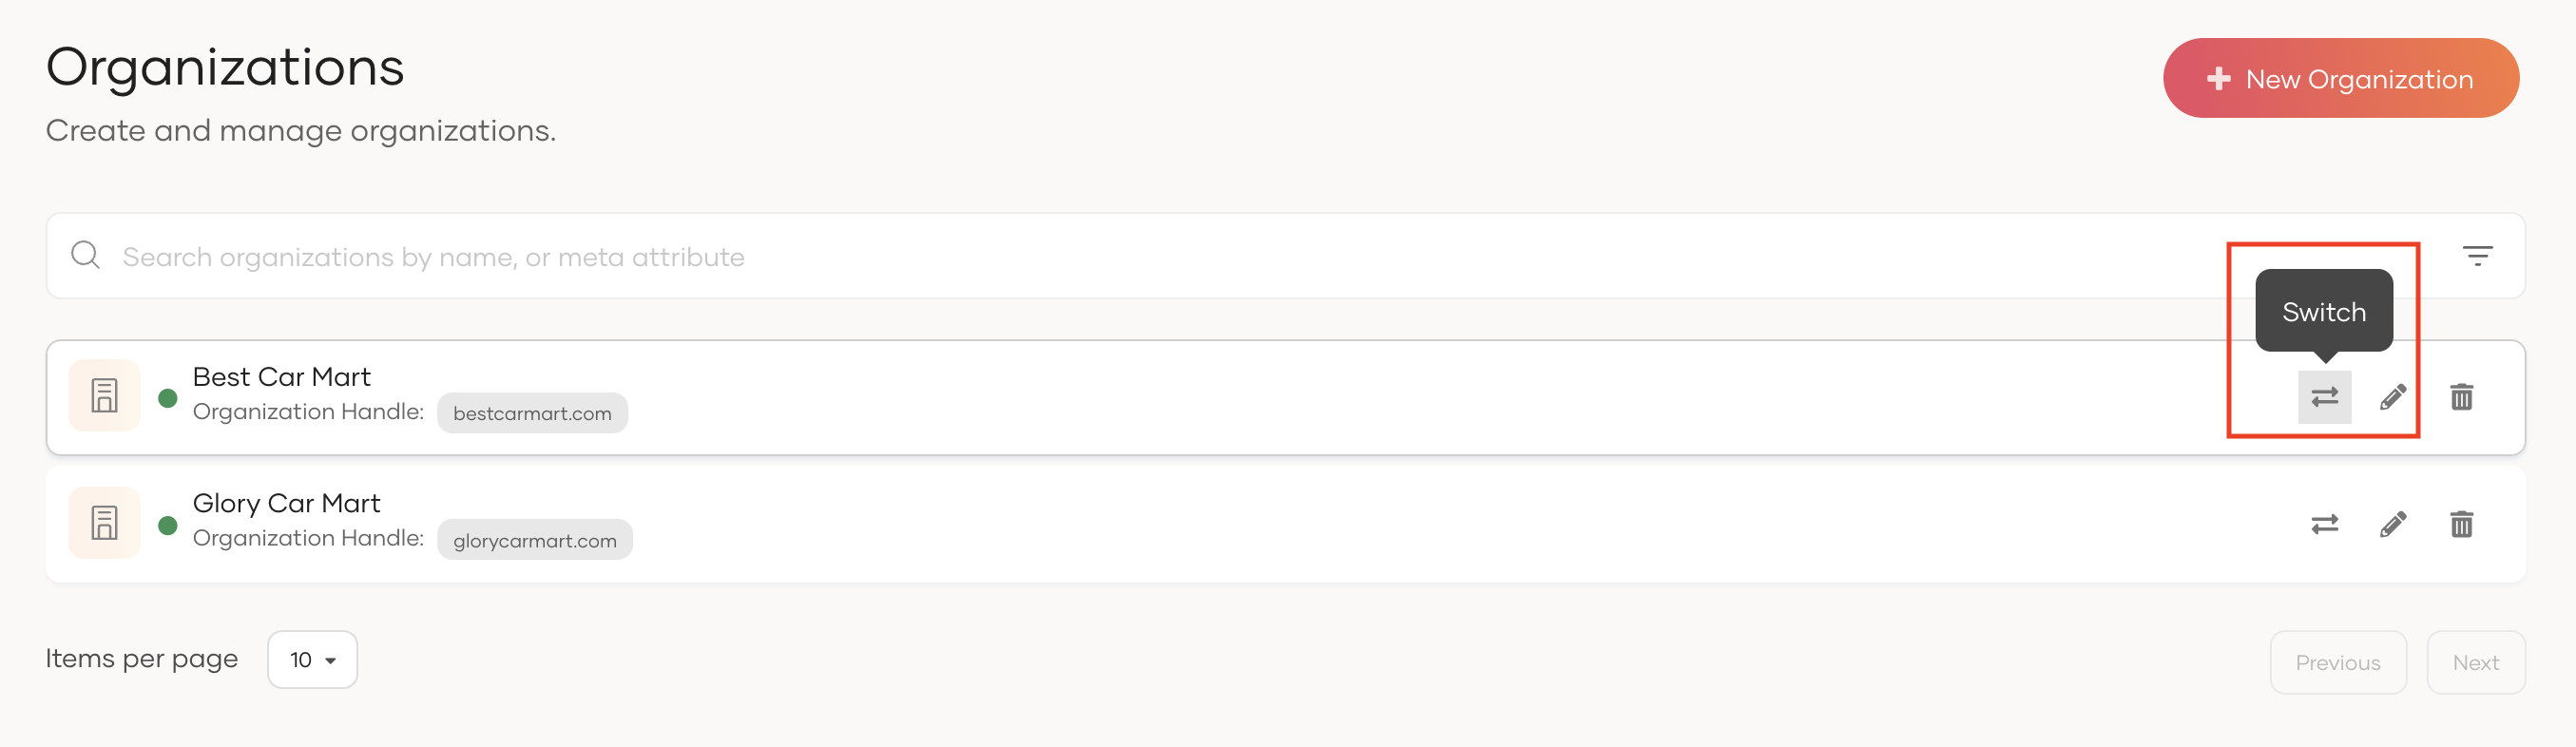 Organizations
Create and manage organizations.
New Organization
Search organizations by name, or meta attribute
Switch
Best Car Mart
Organization Handle: bestcarmart.com
Glory Car Mart
Organization Handle: glorycarmart.com
Items per page 10
Previous Next